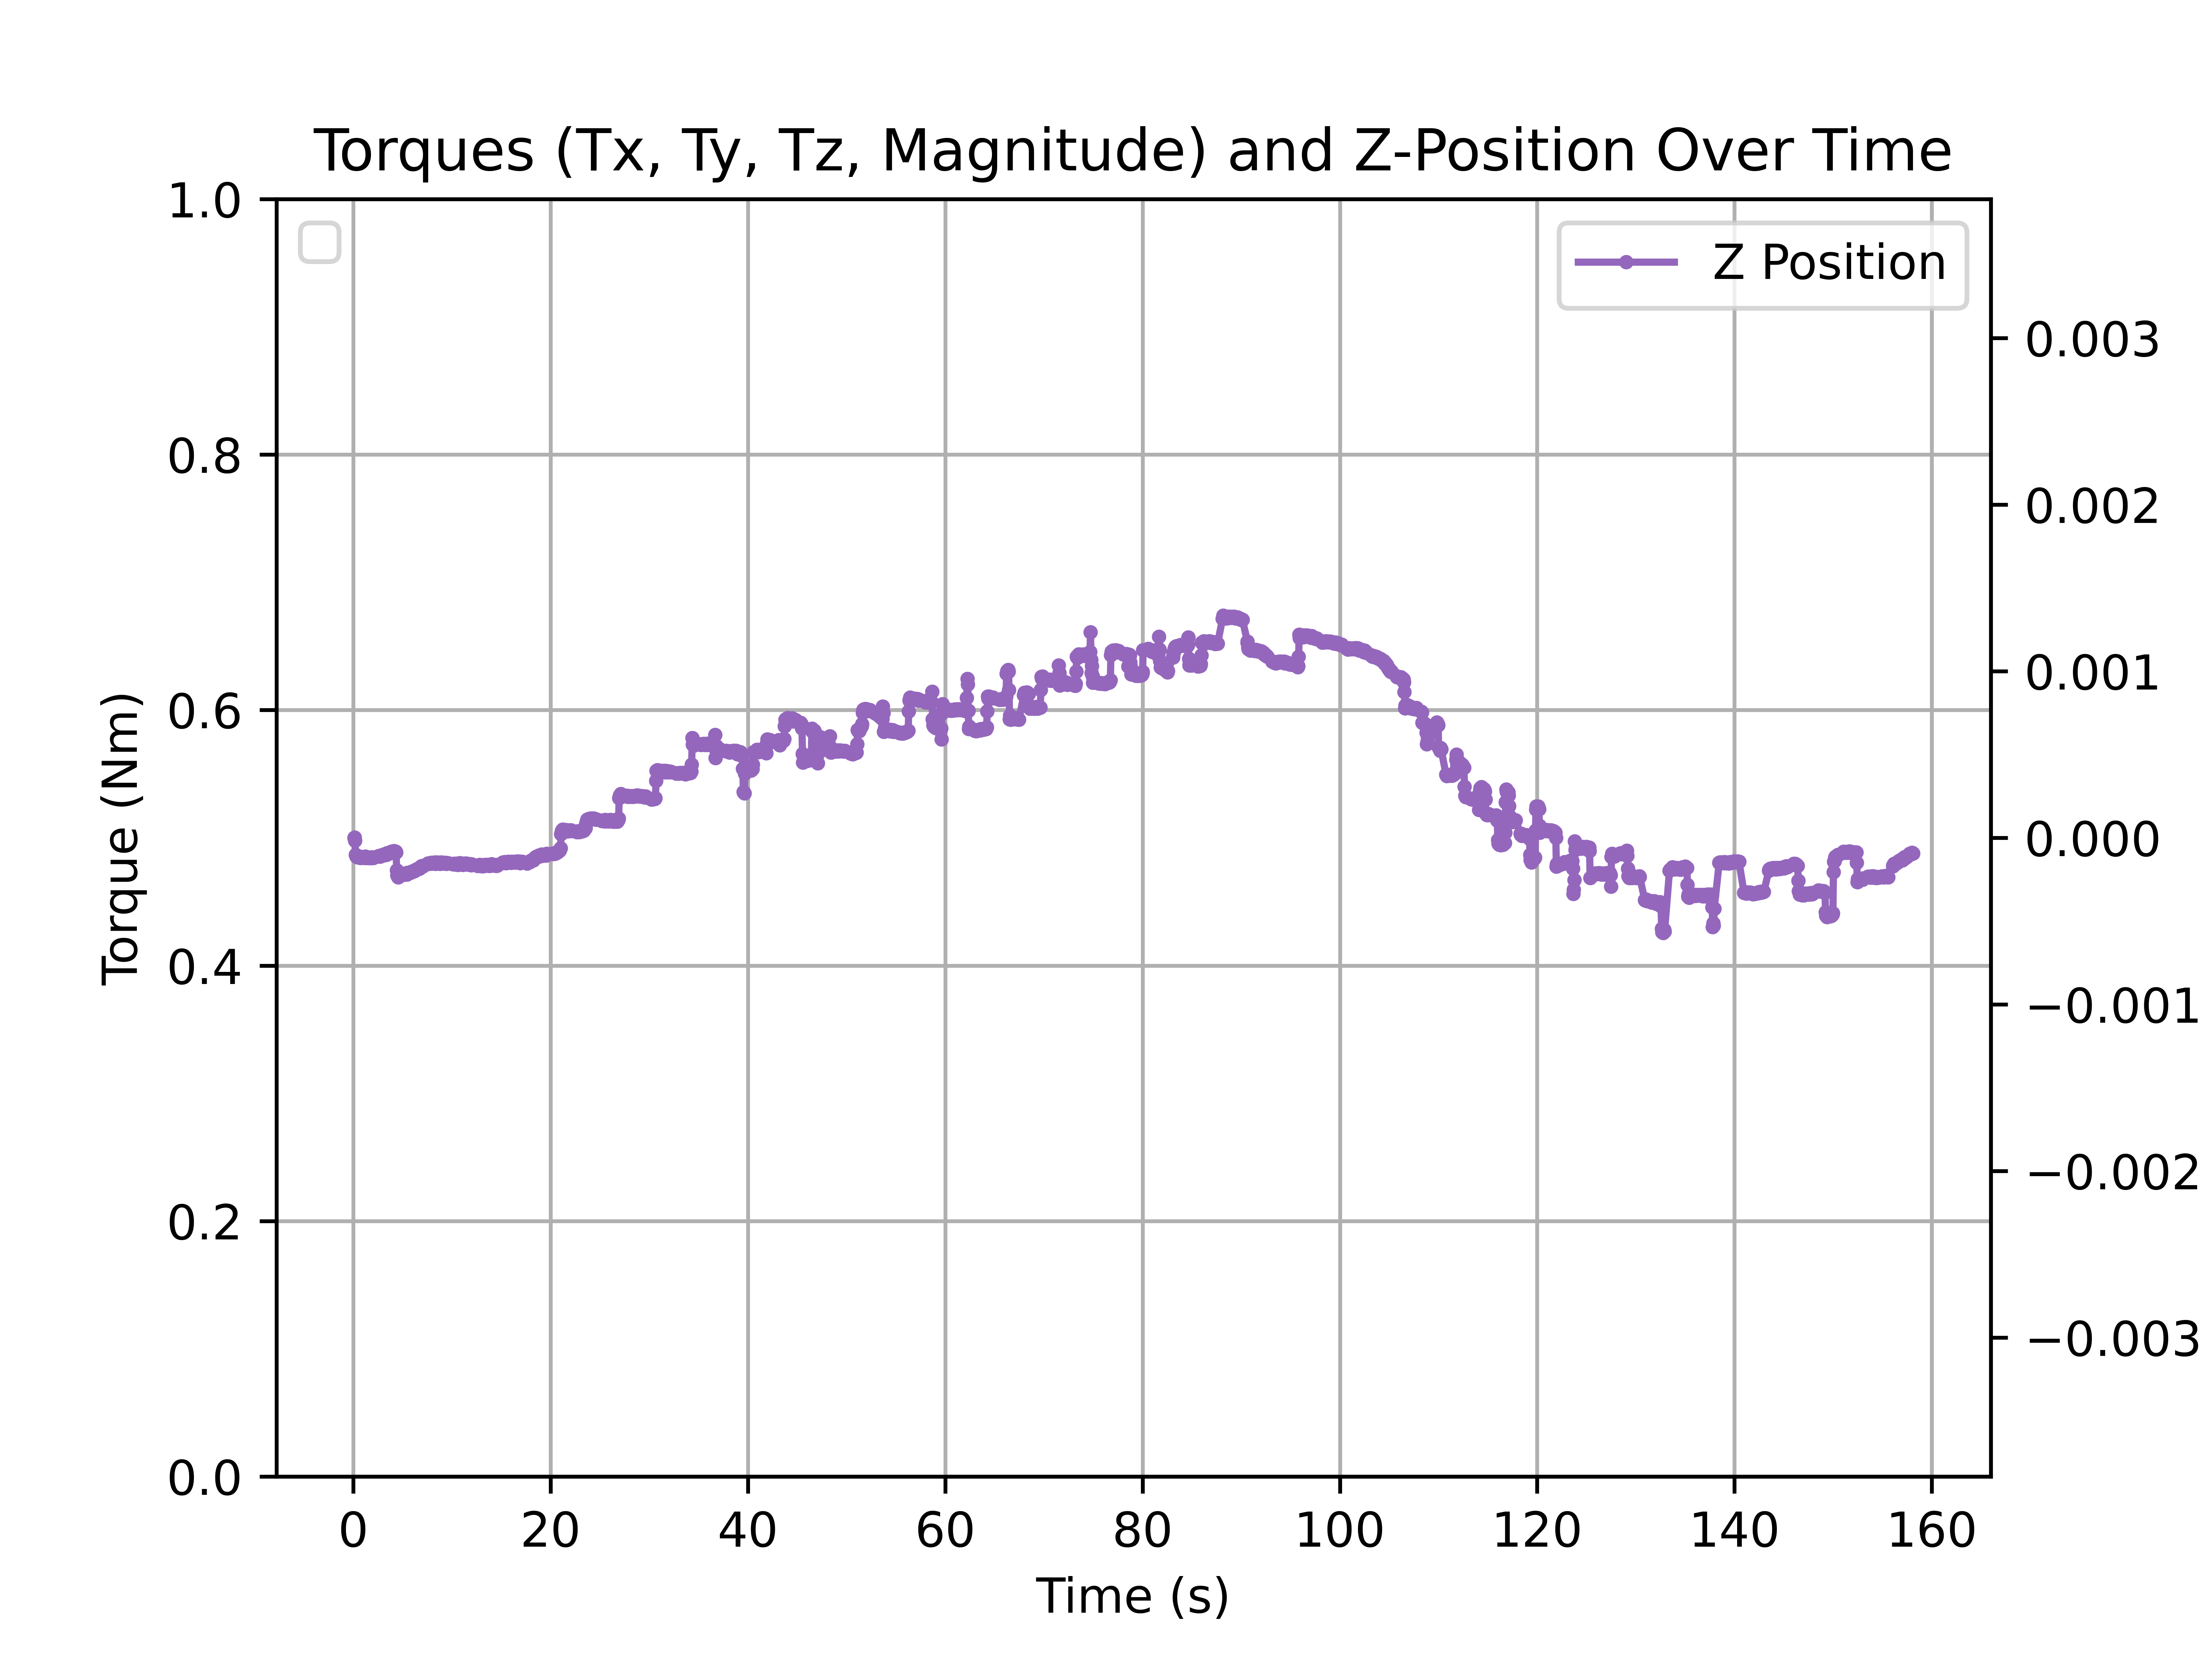 Torques (Tx, Ty, Tz, Magnitude) and Z-Position Over Time
Z Position
Torque (Nm)
1.0
0.8
0.6
0.4
0.2
0.0
0.003
0.002
0.001
0.000
−0.001
−0.002
−0.003
0 20 40 60 80 100 120 140 160
Time (s)